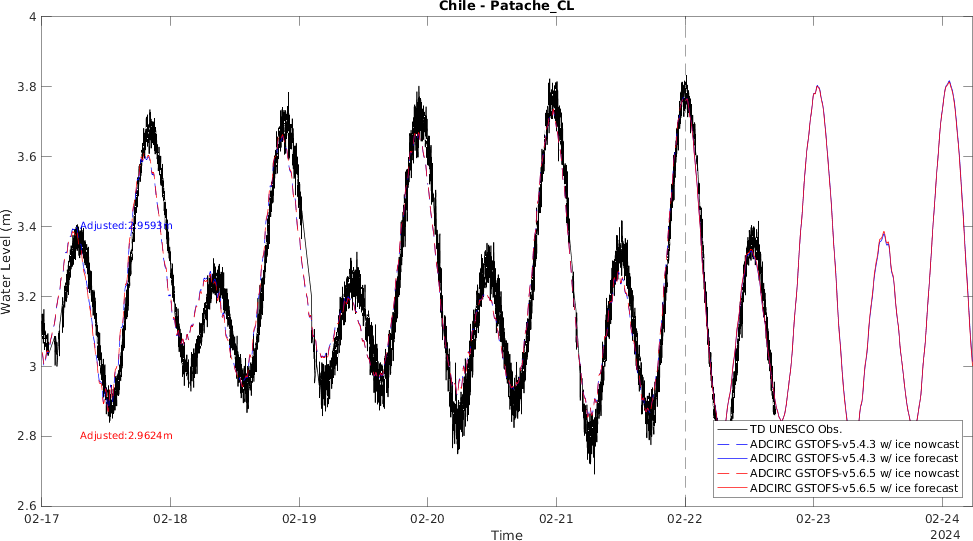 Chile - Patache_CL
4
3.8
3.6
3.4
3.2
3
2.8
2.6
Water Level (m)
Adjusted:2.9593m
Adjusted:2.9624m
TD UNESCO Obs.
ADCIRC GSTOFS-v5.4.3 w/ ice nowcast
ADCIRC GSTOFS-v5.4.3 w/ ice forecast
ADCIRC GSTOFS-v5.6.5 w/ ice nowcast
ADCIRC GSTOFS-v5.6.5 w/ ice forecast
02-17 02-18 02-19 02-20 02-21 02-22 02-23 02-24
Time
2024